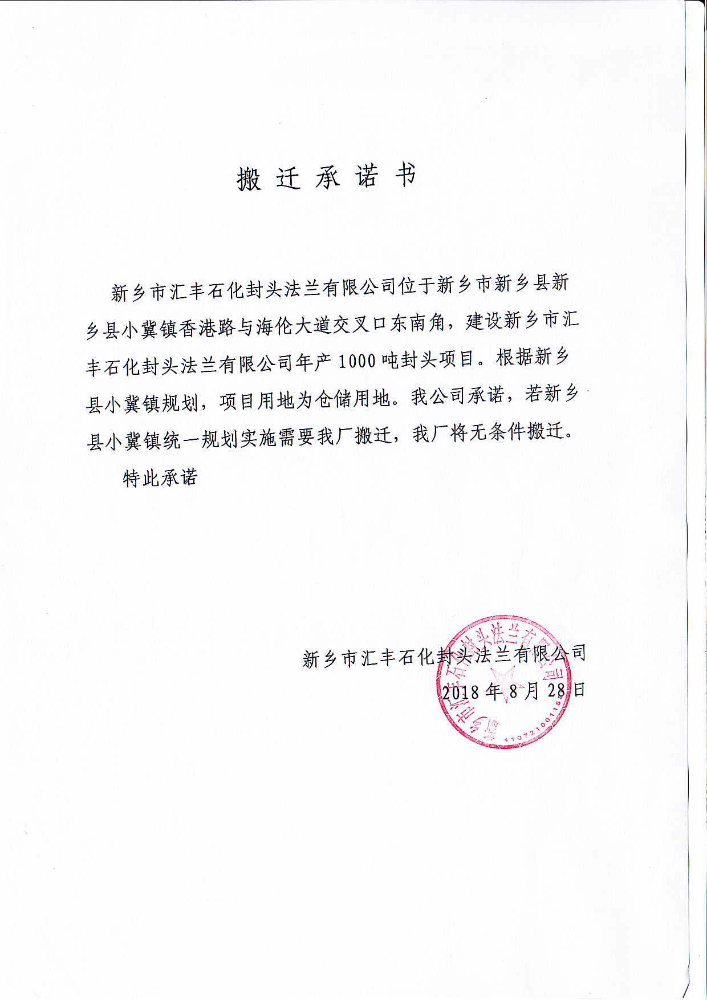 搬迁承诺书
新乡市汇丰石化封头法兰有限公司位于新乡市新乡县新
乡县小冀镇香港路与海伦大道交叉口东南角，建设新乡市汇
丰石化封头法兰有限公司年产 1000 吨封头项目。根据新乡
县小冀镇规划，项目用地为仓储用地。我公司承诺，若新乡
县小冀镇统一规划实施需要我厂搬迁，我厂将无条件搬迁。
特此承诺
新乡市汇丰石化封头法兰有限公司
2018 年 8 月 28 日
新乡市汇丰石化封头法兰有限公司